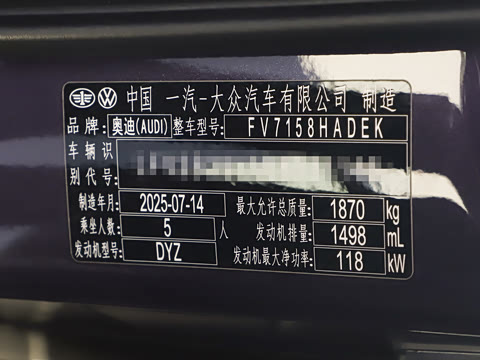 中国 一汽-大众汽车有限公司 制造
品牌: 奥迪(AUDI) 整车型号: FV7158HADEK
车辆识
别代号:
制造年月: 2025-07-14 最大允许总质量: 1870 kg
乘坐人数: 5 人 发动机排量: 1498 mL
发动机型号: DYZ 发动机最大净功率: 118 kW